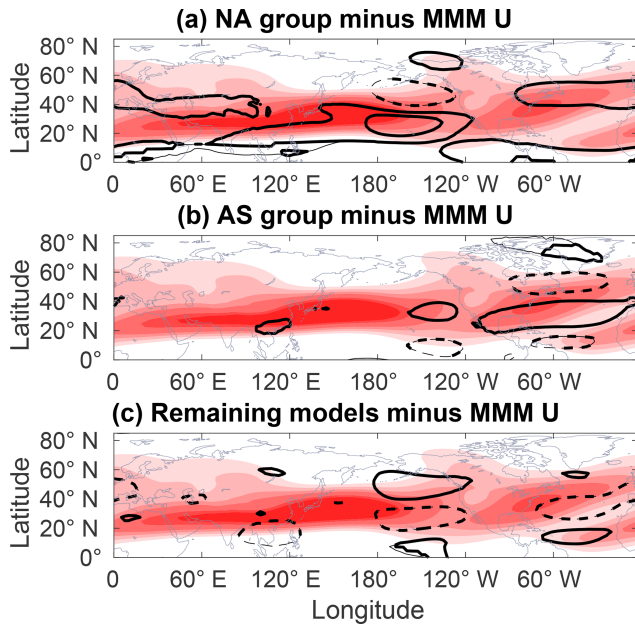 (a) NA group minus MMM U
80° N
60° N
40° N
20° N
0°
Latitude
0 60° E 120° E 180° 120° W 60° W
(b) AS group minus MMM U
80° N
60° N
40° N
20° N
0°
Latitude
0 60° E 120° E 180° 120° W 60° W
(c) Remaining models minus MMM U
80° N
60° N
40° N
20° N
0°
Latitude
0 60° E 120° E 180° 120° W 60° W
Longitude